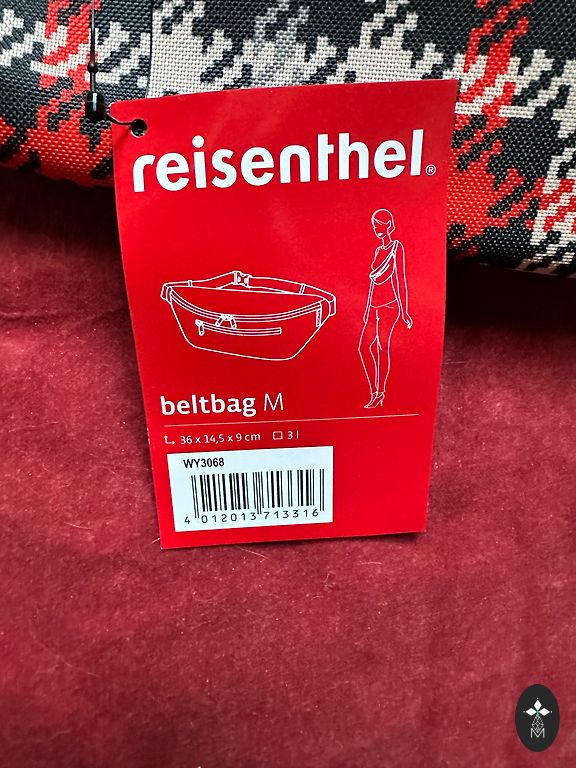 reisenthel®
beltbag M
36 x 14,5 x 9 cm 3 l
WY3068
4 012013 713316
M